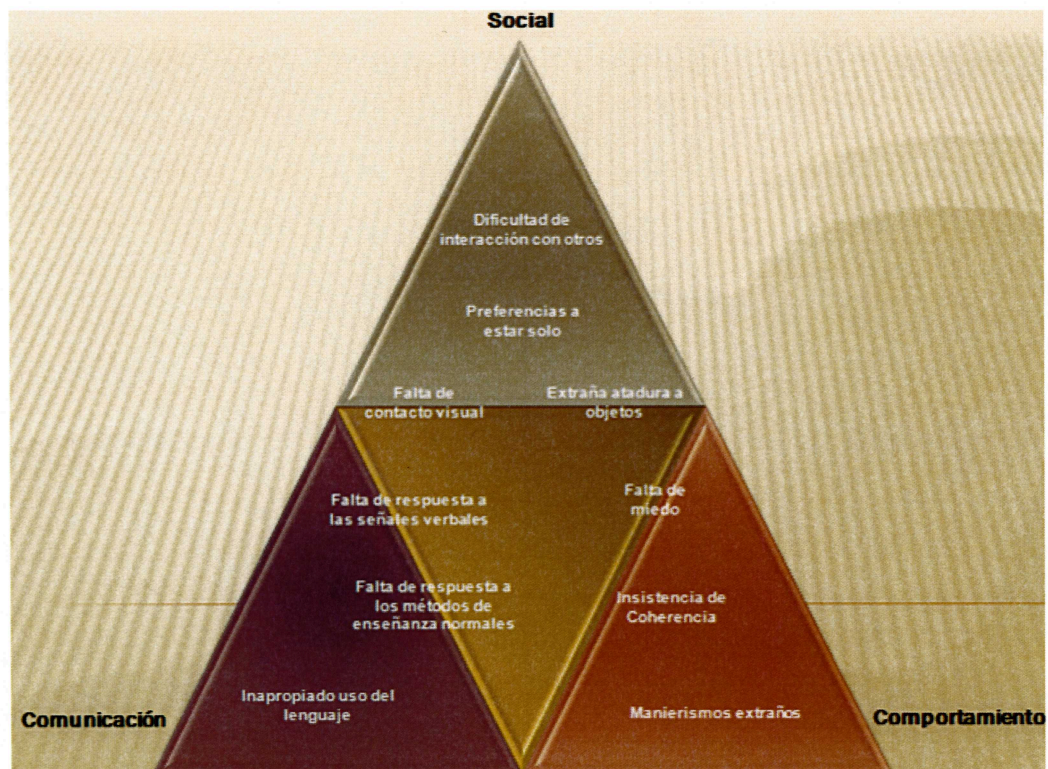 Social
Dificultad de
interacción con otros
Preferencias a
estar solo
Falta de
contacto visual
Extraña atadura a
objetos
Falta de respuesta a
las señales verbales
Falta de
miedo
Falta de respuesta a
los métodos de
enseñanza normales
Insistencia de
Coherencia
Inapropiado uso del
lenguaje
Manierismos extraños
Comunicación
Comportamiento